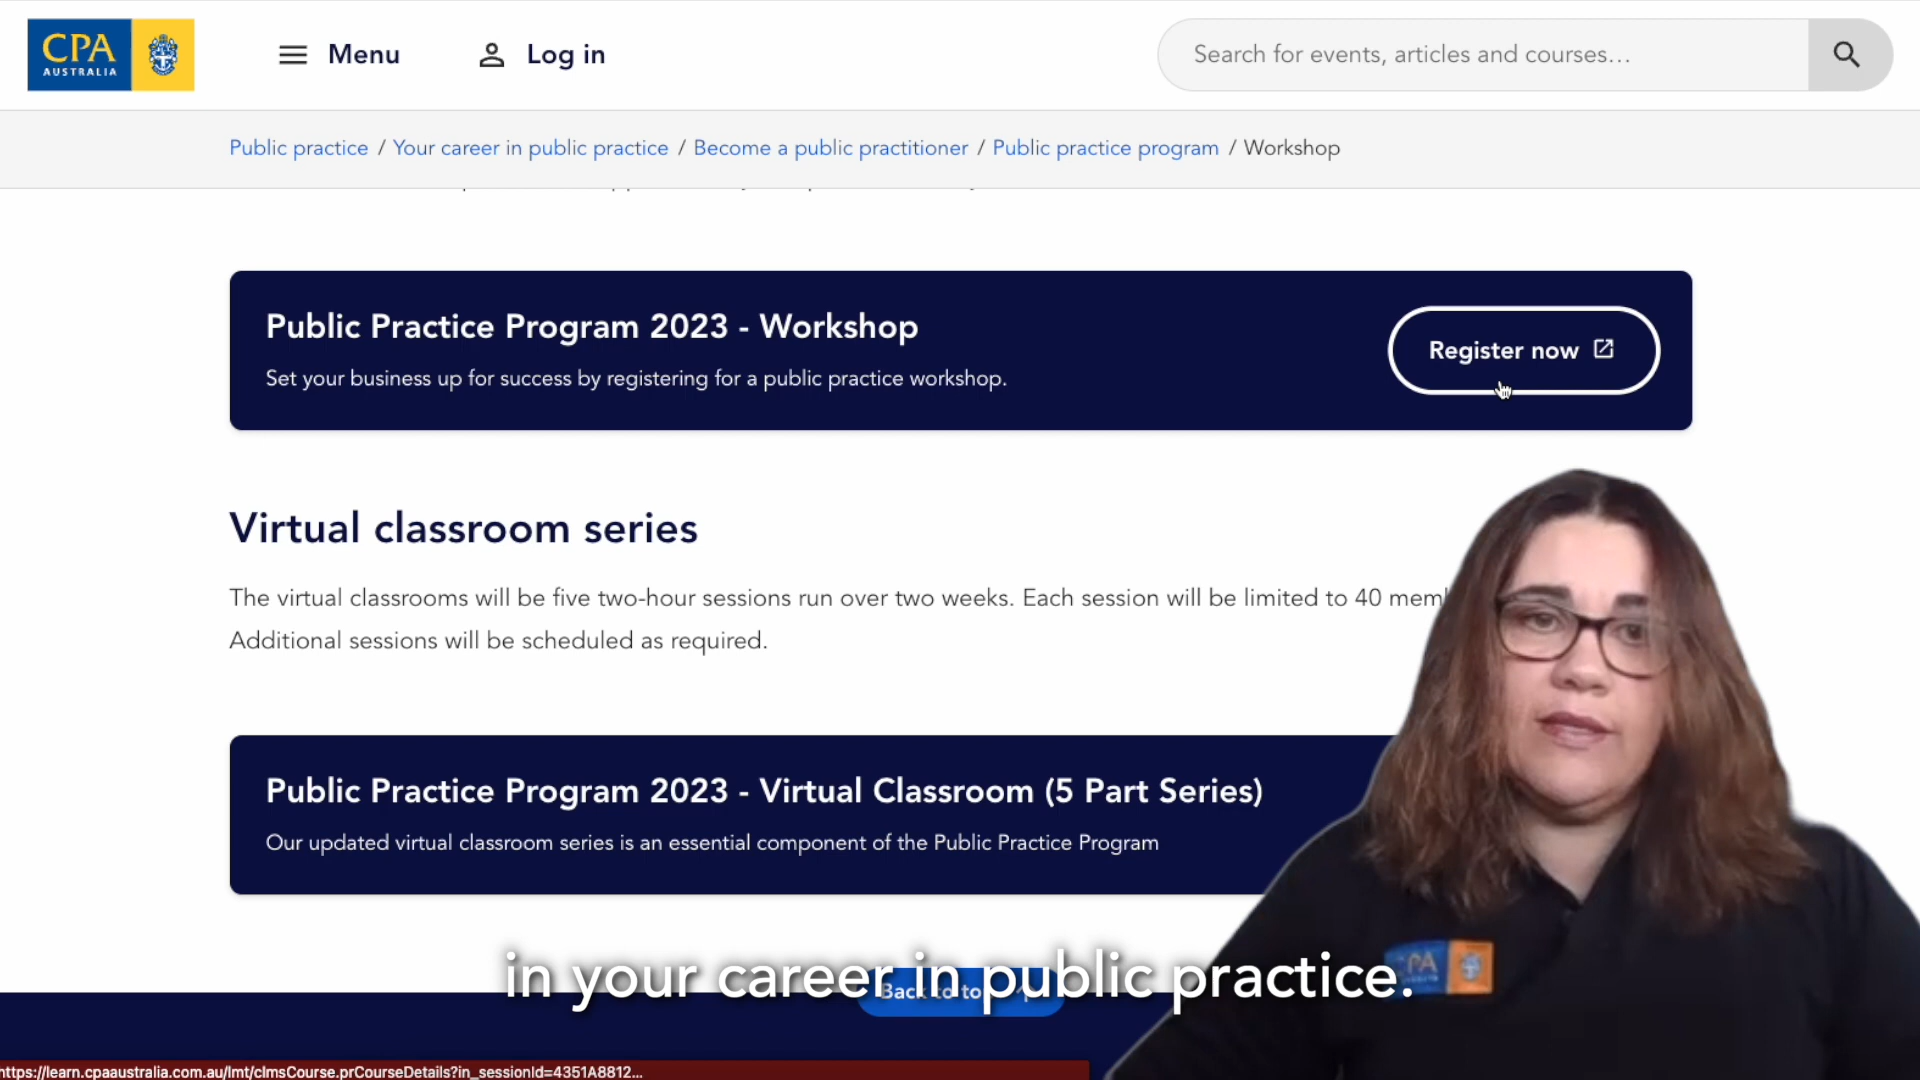 CPA
AUSTRALIA
Menu
Log in
Search for events, articles and courses...
Public practice / Your career in public practice / Become a public practitioner / Public practice program / Workshop
Public Practice Program 2023 - Workshop
Set your business up for success by registering for a public practice workshop.
Register now
Virtual classroom series
The virtual classrooms will be five two-hour sessions run over two weeks. Each session will be limited to 40
Additional sessions will be scheduled as required.
Public Practice Program 2023 - Virtual Classroom (5 Part Series)
Our updated virtual classroom series is an essential component of the Public Practice Program
in your career in public practice.
Back to
https://learn.cpaaustralia.com.au/lmt/clmsCourse.prCourseDetails?in_sessionId=4351A8812...